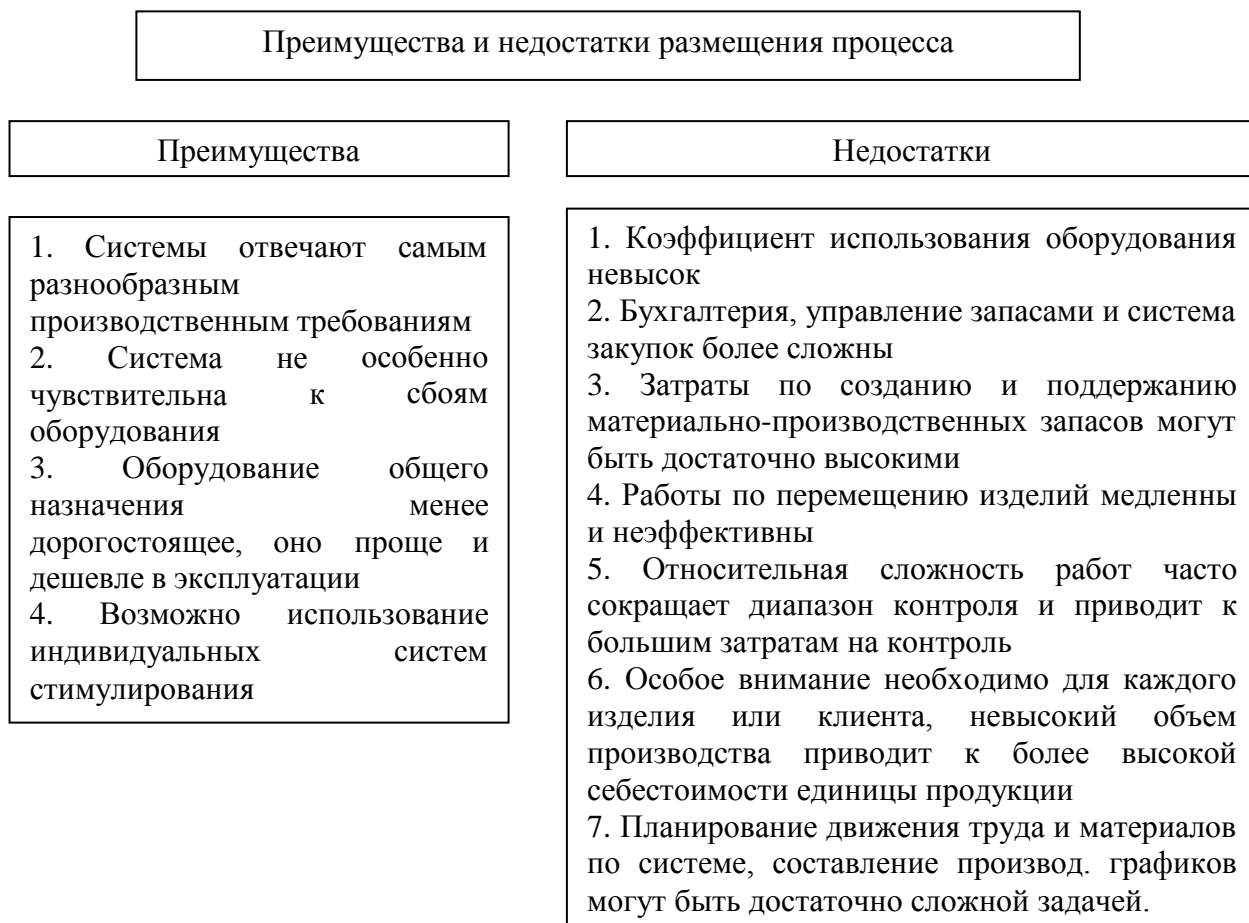 Преимущества и недостатки размещения процесса
Преимущества
1. Системы отвечают самым
разнообразным
производственным требованиям
2. Система не особенно
чувствительна к сбоям
оборудования
3. Оборудование общего
назначения менее
дорогостоящее, оно проще и
дешевле в эксплуатации
4. Возможно использование
индивидуальных систем
стимулирования
Недостатки
1. Коэффициент использования оборудования
невысок
2. Бухгалтерия, управление запасами и система
закупок более сложны
3. Затраты по созданию и поддержанию
материально-производственных запасов могут
быть достаточно высокими
4. Работы по перемещению изделий медленны
и неэффективны
5. Относительная сложность работ часто
сокращает диапазон контроля и приводит к
большим затратам на контроль
6. Особое внимание необходимо для каждого
изделия или клиента, невысокий объем
производства приводит к более высокой
себестоимости единицы продукции
7. Планирование движения труда и материалов
по системе, составление производ. графиков
могут быть достаточно сложной задачей.